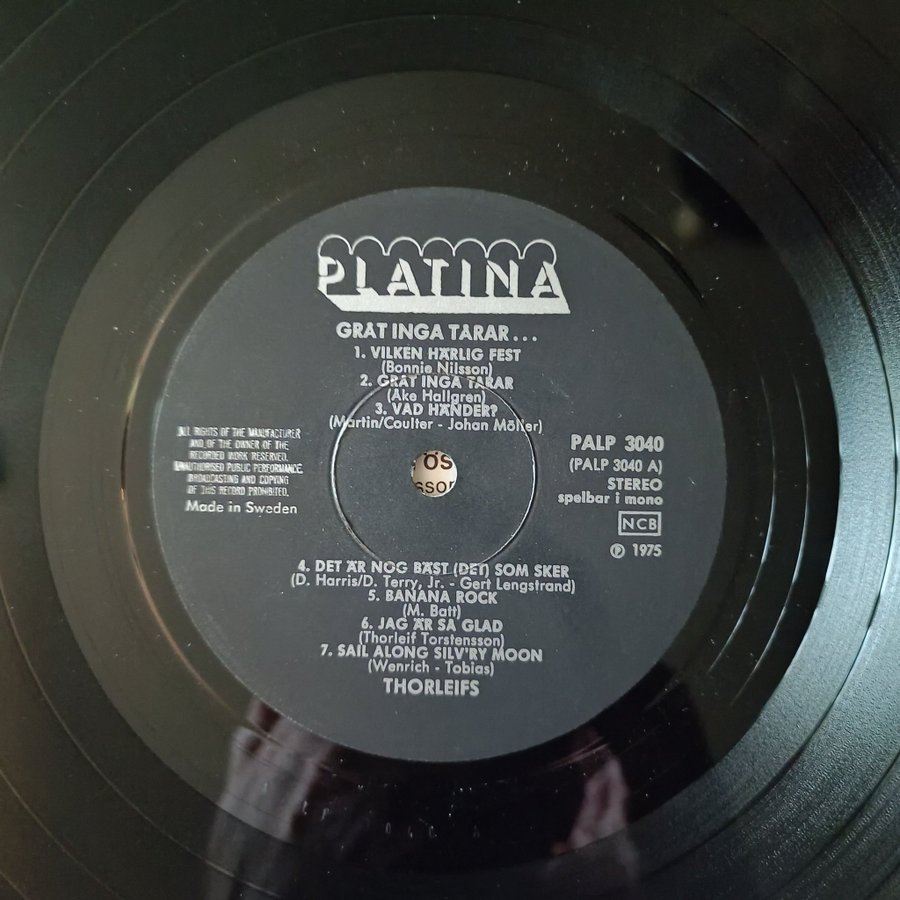 PLATINA
GRÅT INGA TÅRAR...
1. VILKEN HÄRLIG FEST
(Bonnie Nilsson)
2. GRÅT INGA TÅRAR
(Åke Hallgren)
3. VAD HÄNDER?
(Martin/Coulter - Johan Möller)
ALL RIGHTS OF THE MANUFACTURER
AND OF THE OWNER OF THE
RECORDED WORK RESERVED.
UNAUTHORISED PUBLIC PERFORMANCE
BROADCASTING AND COPYING
OF THIS RECORD PROHIBITED.
Made in Sweden
ÖS
sson
PALP 3040
(PALP 3040 A)
STEREO
spelbar i mono
NCB
℗ 1975
4. DET ÄR NOG BÄST (DET) SOM SKER
(D. Harris/D. Terry, Jr. - Gert Lengstrand)
5. BANANA ROCK
(M. Batt)
6. JAG ÄR SÅ GLAD
(Thorleif Torstensson)
7. SAIL ALONG SILV'RY MOON
(Wenrich - Tobias)
THORLEIFS